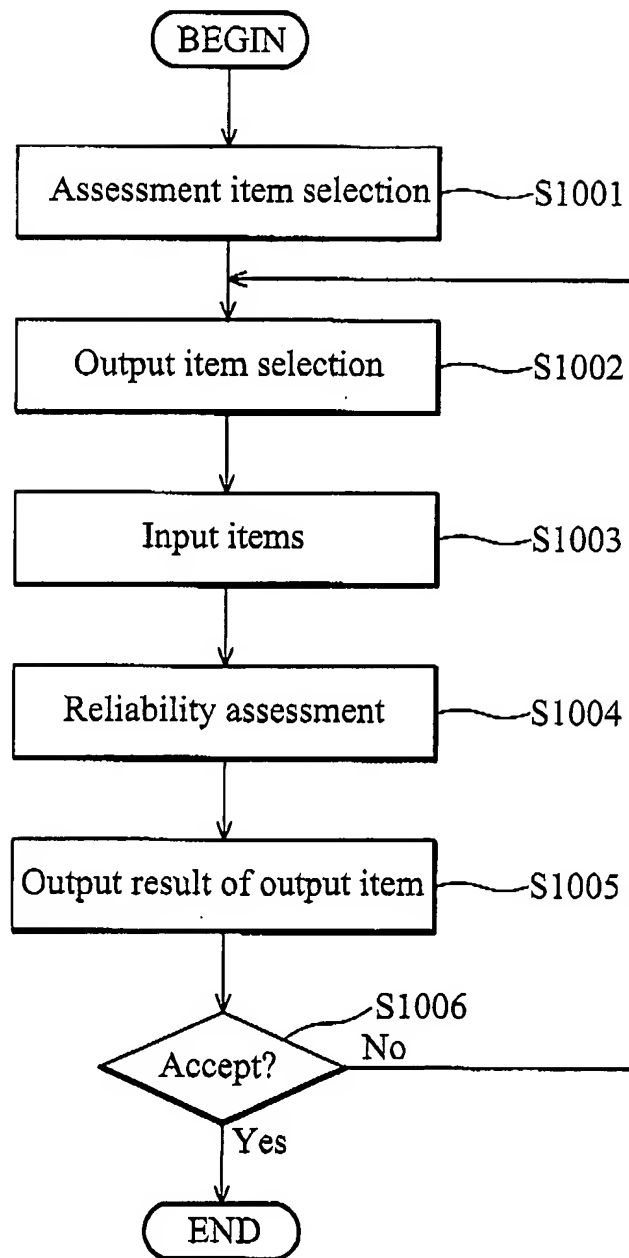 BEGIN
Assessment item selection S1001
Output item selection S1002
Input items S1003
Reliability assessment S1004
Output result of output item S1005
S1006
Accept? No
Yes
END